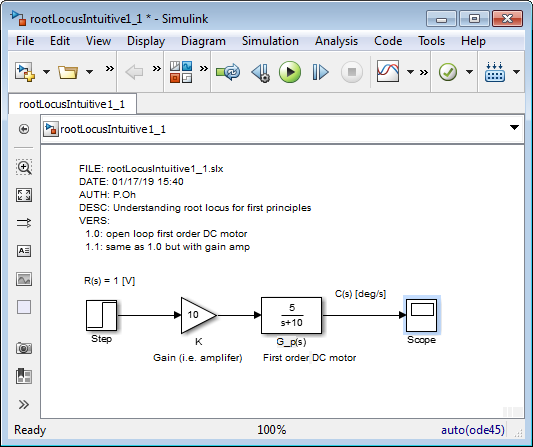 rootLocusIntuitive1_1 * - Simulink
File Edit View Display Diagram Simulation Analysis Code Tools Help
rootLocusIntuitive1_1
rootLocusIntuitive1_1
FILE: rootLocusIntuitive1_1.slx
DATE: 01/17/19 15:40
AUTH: P.Oh
DESC: Understanding root locus for first principles
VERS:
1.0: open loop first order DC motor
1.1: same as 1.0 but with gain amp
R(s) = 1 [V]
C(s) [deg/s]
10
5
s+10
Step
K
G_p(s)
Scope
Gain (i.e. amplifer)
First order DC motor
Ready 100% auto(ode45)